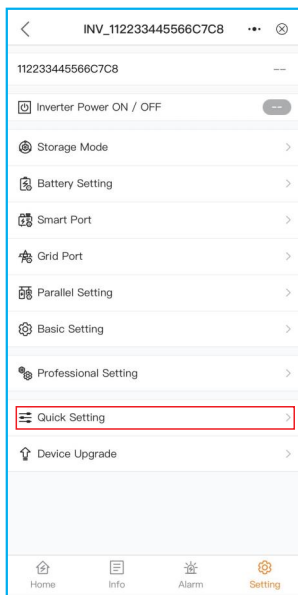 INV_112233445566C7C8
112233445566C7C8 --
Inverter Power ON / OFF --
Storage Mode
Battery Setting
Smart Port
Grid Port
Parallel Setting
Basic Setting
Professional Setting
Quick Setting
Device Upgrade
Home Info Alarm Setting